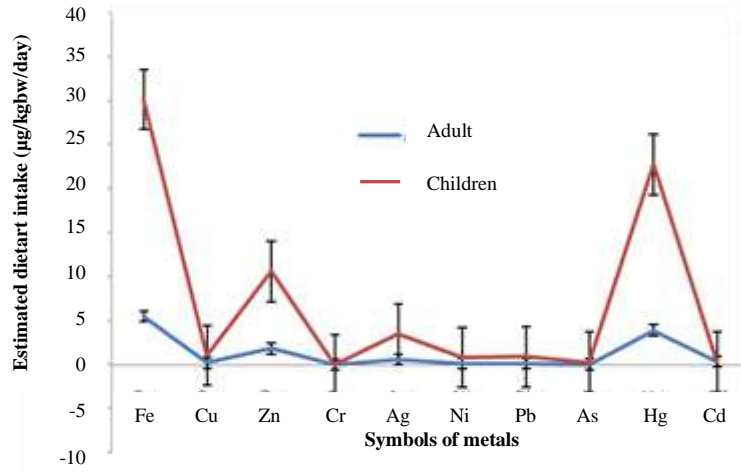 Estimated dietart intake (µg/kgbw/day)
40
35
30
25
20
15
10
5
0
-5
-10
Adult
Children
Fe Cu Zn Cr Ag Ni Pb As Hg Cd
Symbols of metals